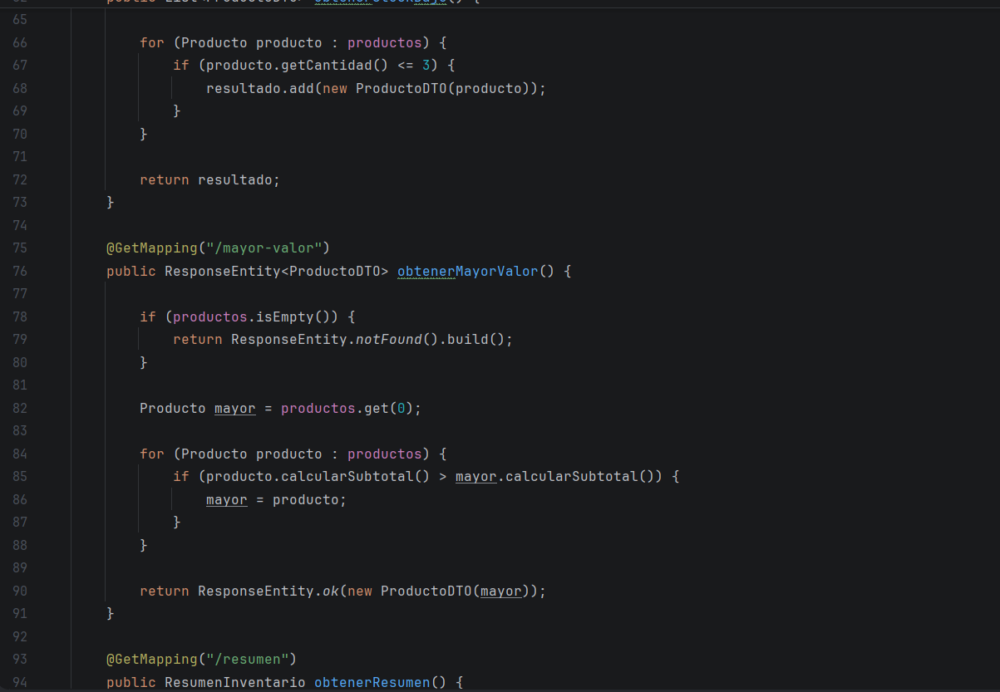 65
66 for (Producto producto : productos) {
67 if (producto.getCantidad() <= 3) {
68 resultado.add(new ProductoDTO(producto));
69 }
70 }
71
72 return resultado;
73 }
74
75 @GetMapping("/mayor-valor")
76 public ResponseEntity<ProductoDTO> obtenerMayorValor() {
77
78 if (productos.isEmpty()) {
79 return ResponseEntity.notFound().build();
80 }
81
82 Producto mayor = productos.get(0);
83
84 for (Producto producto : productos) {
85 if (producto.calcularSubtotal() > mayor.calcularSubtotal()) {
86 mayor = producto;
87 }
88 }
89
90 return ResponseEntity.ok(new ProductoDTO(mayor));
91 }
92
93 @GetMapping("/resumen")
94 public ResumenInventario obtenerResumen() {